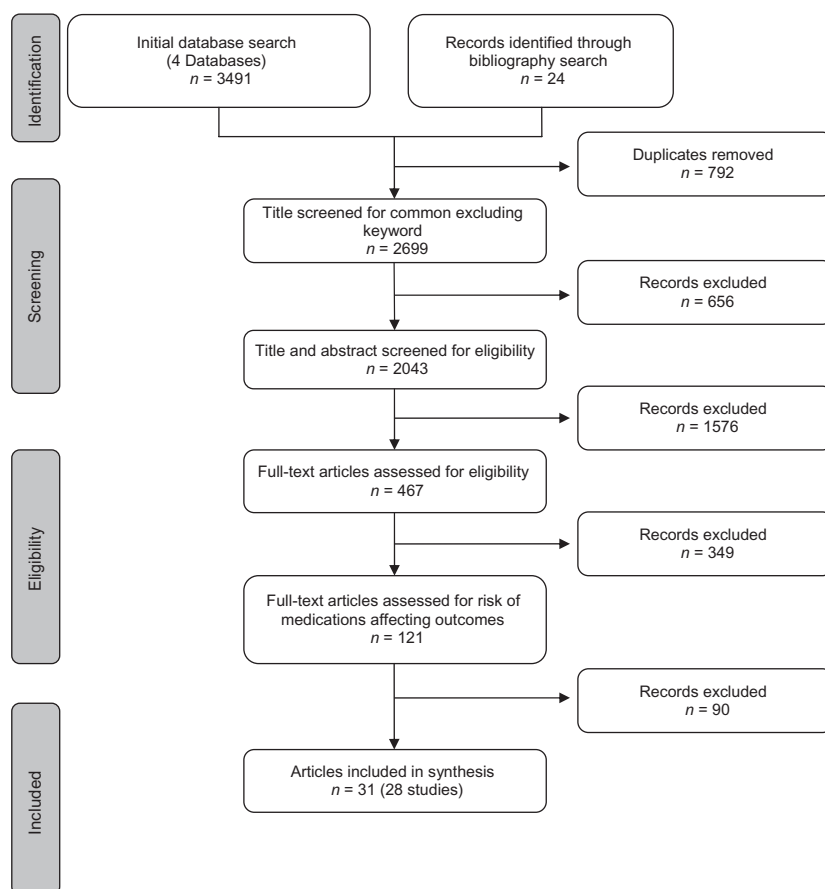 Identification
Initial database search
(4 Databases)
n = 3491
Records identified through
bibliography search
n = 24
Duplicates removed
n = 792
Screening
Title screened for common excluding
keyword
n = 2699
Records excluded
n = 656
Title and abstract screened for eligibility
n = 2043
Records excluded
n = 1576
Eligibility
Full-text articles assessed for eligibility
n = 467
Records excluded
n = 349
Full-text articles assessed for risk of
medications affecting outcomes
n = 121
Records excluded
n = 90
Included
Articles included in synthesis
n = 31 (28 studies)